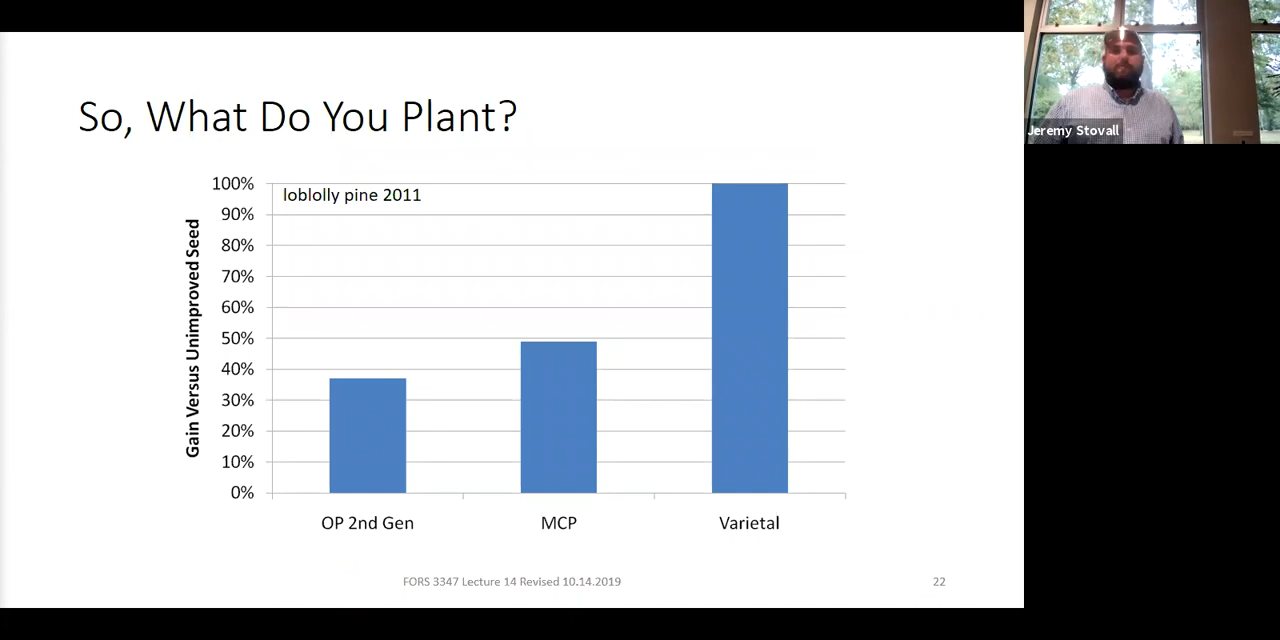 So, What Do You Plant?
loblolly pine 2011
Gain Versus Unimproved Seed
100%
90%
80%
70%
60%
50%
40%
30%
20%
10%
0%
OP 2nd Gen
MCP
Varietal
FORS 3347 Lecture 14 Revised 10.14.2019
22
Jeremy Stovall